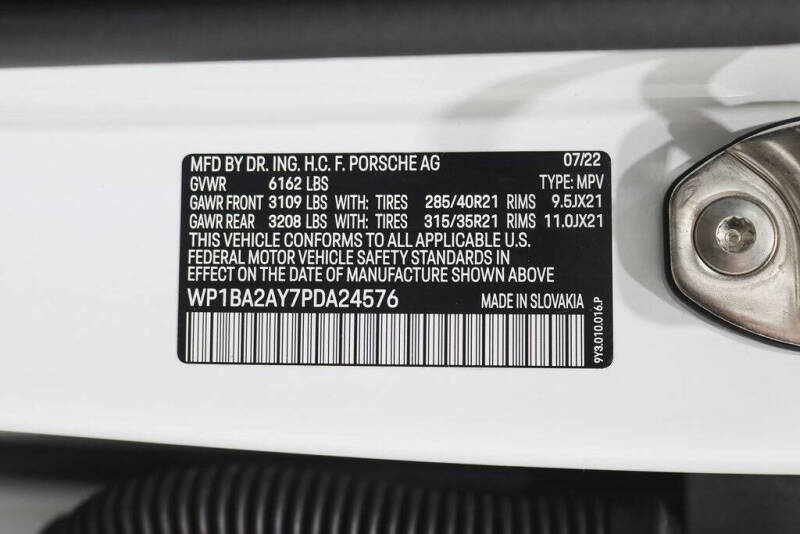 MFD BY DR. ING. H.C. F. PORSCHE AG 07/22
GVWR 6162 LBS TYPE: MPV
GAWR FRONT 3109 LBS WITH: TIRES 285/40R21 RIMS 9.5JX21
GAWR REAR 3208 LBS WITH: TIRES 315/35R21 RIMS 11.0JX21
THIS VEHICLE CONFORMS TO ALL APPLICABLE U.S.
FEDERAL MOTOR VEHICLE SAFETY STANDARDS IN
EFFECT ON THE DATE OF MANUFACTURE SHOWN ABOVE
WP1BA2AY7PDA24576 MADE IN SLOVAKIA
9Y3.010.016.P